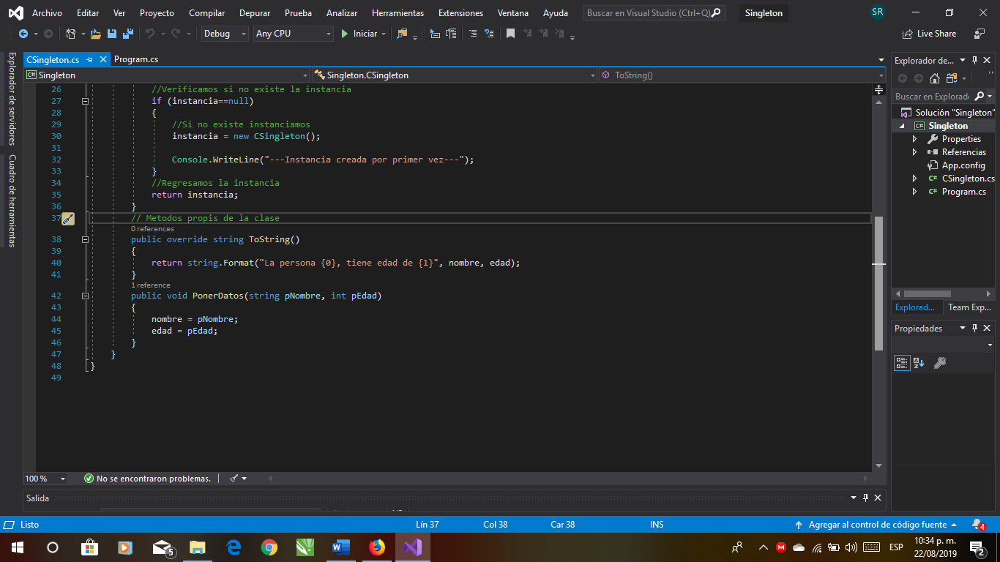 Archivo Editar Ver Proyecto Compilar Depurar Prueba Analizar Herramientas Extensiones Ventana Ayuda Buscar en Visual Studio (Ctrl+Q) Singleton SR
Debug Any CPU Iniciar Live Share
Explorador de servidores
Cuadro de herramientas
CSingleton.cs Program.cs
C# Singleton Singleton.CSingleton ToString()
26 //Verificamos si no existe la instancia
27 if (instancia==null)
28 {
29 //Si no existe instanciamos
30 instancia = new CSingleton();
31
32 Console.WriteLine("---Instancia creada por primer vez---");
33 }
34 //Regresamos la instancia
35 return instancia;
36 }
37 // Metodos propis de la clase
0 references
38 public override string ToString()
39 {
40 return string.Format("La persona {0}, tiene edad de {1}", nombre, edad);
41 }
1 reference
42 public void PonerDatos(string pNombre, int pEdad)
43 {
44 nombre = pNombre;
45 edad = pEdad;
46 }
47 }
48 }
49
100 % No se encontraron problemas.
Salida
Explorador de...
Buscar en Explorado
Solución "Singleton"
C# Singleton
Properties
Referencias
App.config
C# CSingleton.cs
C# Program.cs
Explorad... Team Exp...
Propiedades
Listo Lín 37 Col 38 Car 38 INS Agregar al control de código fuente 4
5 ESP 10:34 p. m.
22/08/2019 2